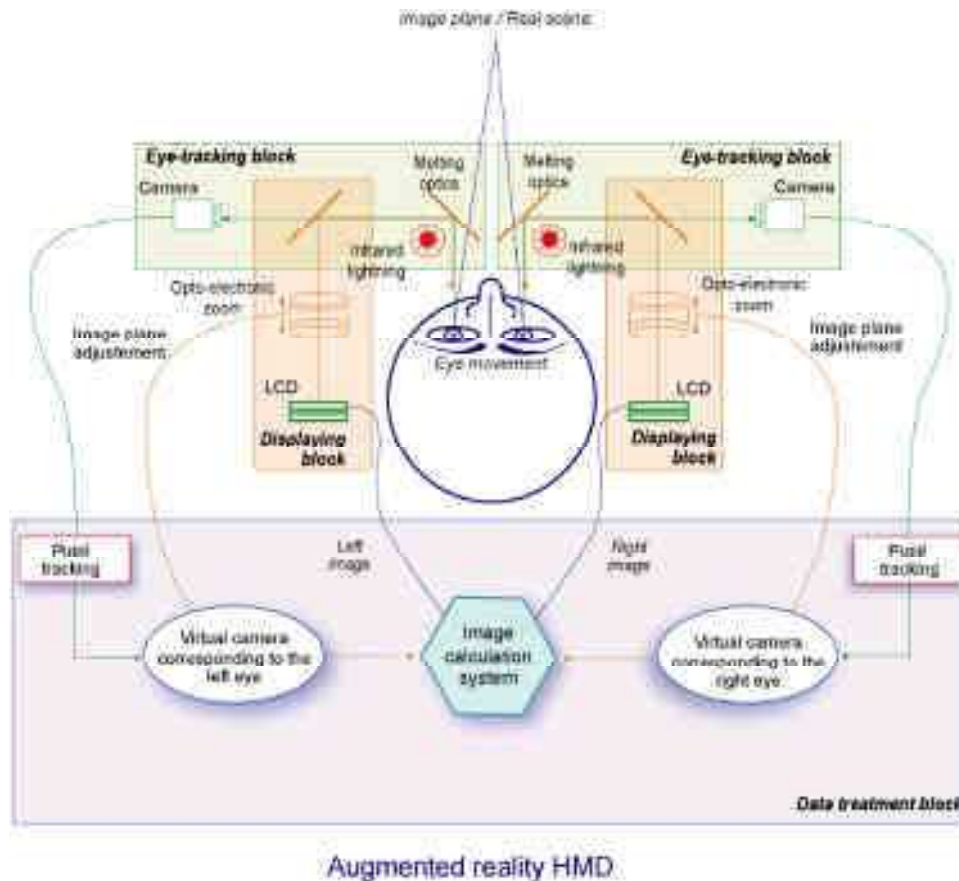 Image plane / Real scene
Eye-tracking block
Eye-tracking block
Camera
Melting
optics
Melting
optics
Camera
Infrared
lightning
Infrared
lightning
Opto-electronic
zoom
Opto-electronic
zoom
Image plane
adjustement
Image plane
adjustement
Eye movement
LCD
LCD
Displaying
block
Displaying
block
Pupil
tracking
Left
image
Right
image
Pupil
tracking
Virtual camera
corresponding to the
left eye
Image
calculation
system
Virtual camera
corresponding to the
right eye
Data treatment block
Augmented reality HMD